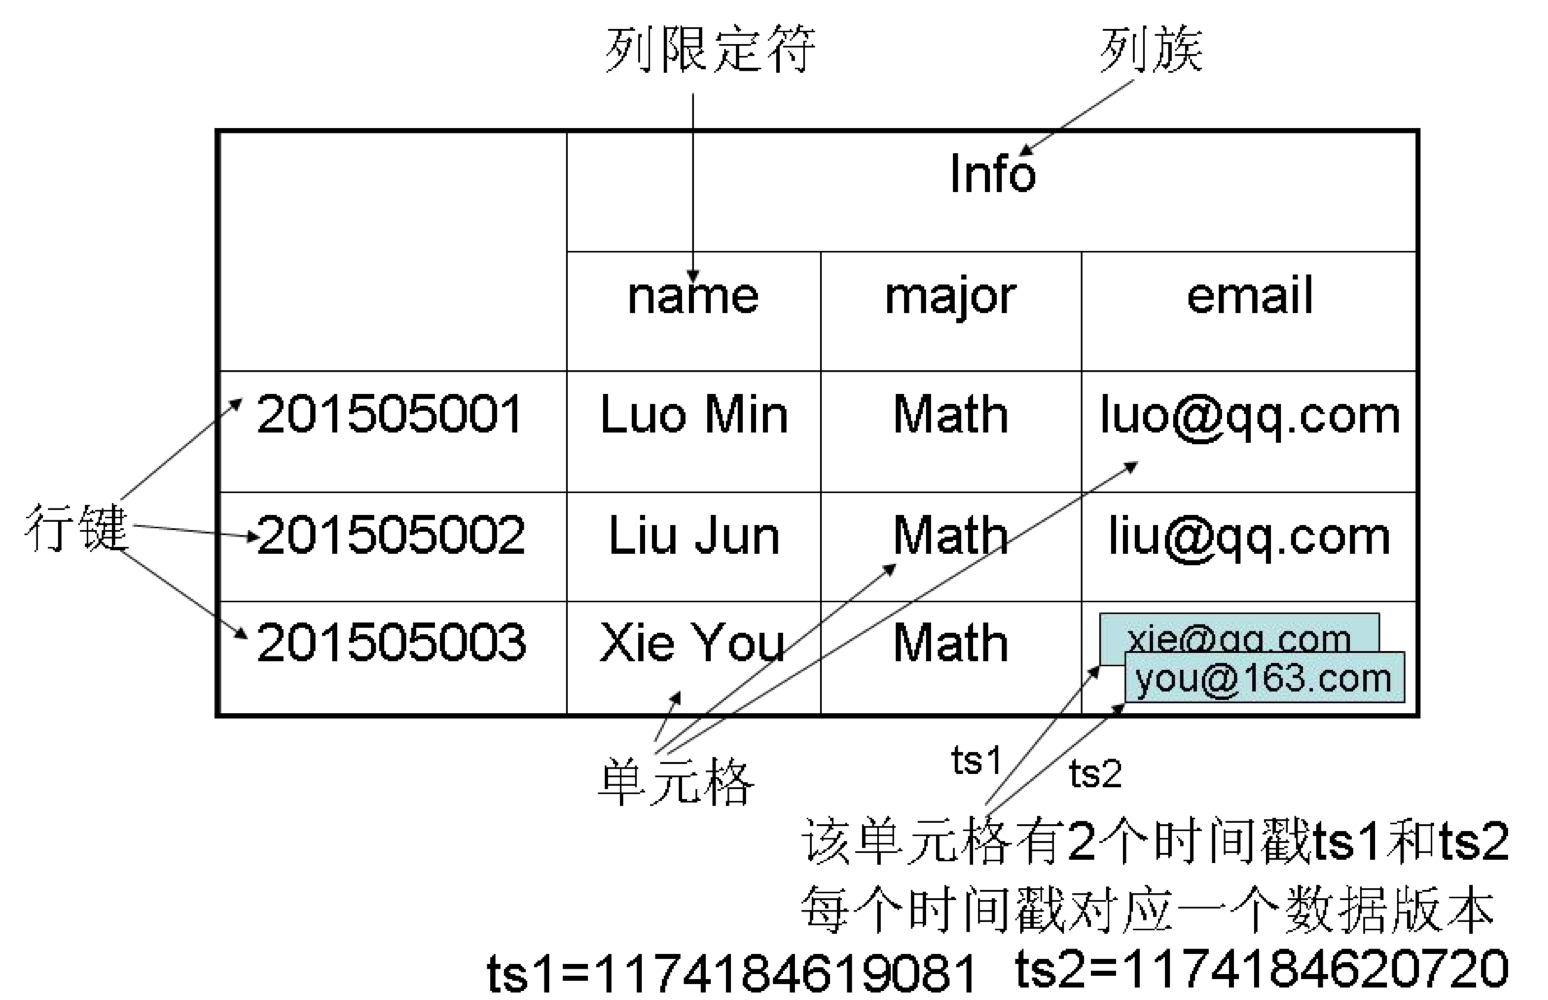 列限定符 列族
Info
name major email
201505001 Luo Min Math luo@qq.com
行键
201505002 Liu Jun Math liu@qq.com
201505003 Xie You Math xie@qq.com
you@163.com
单元格 ts1 ts2
该单元格有2个时间戳ts1和ts2
每个时间戳对应一个数据版本
ts1=1174184619081 ts2=1174184620720